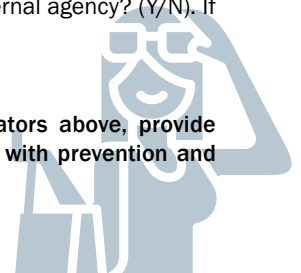 ernal agency? (Y/N). If
ators above, provide
with prevention and